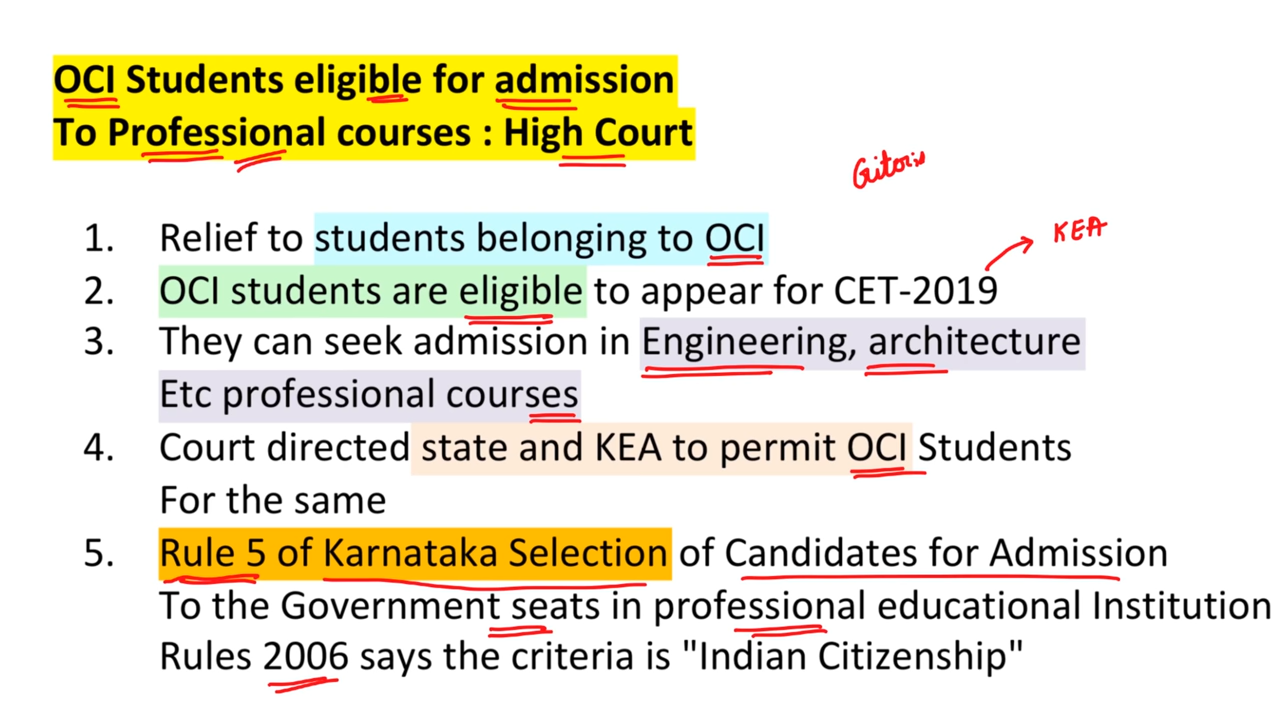 OCI Students eligible for admission
To Professional courses : High Court
1. Relief to students belonging to OCI
KEA
2. OCI students are eligible to appear for CET-2019
3. They can seek admission in Engineering, architecture
Etc professional courses
4. Court directed state and KEA to permit OCI Students
For the same
5. Rule 5 of Karnataka Selection of Candidates for Admission
To the Government seats in professional educational Institution
Rules 2006 says the criteria is "Indian Citizenship"